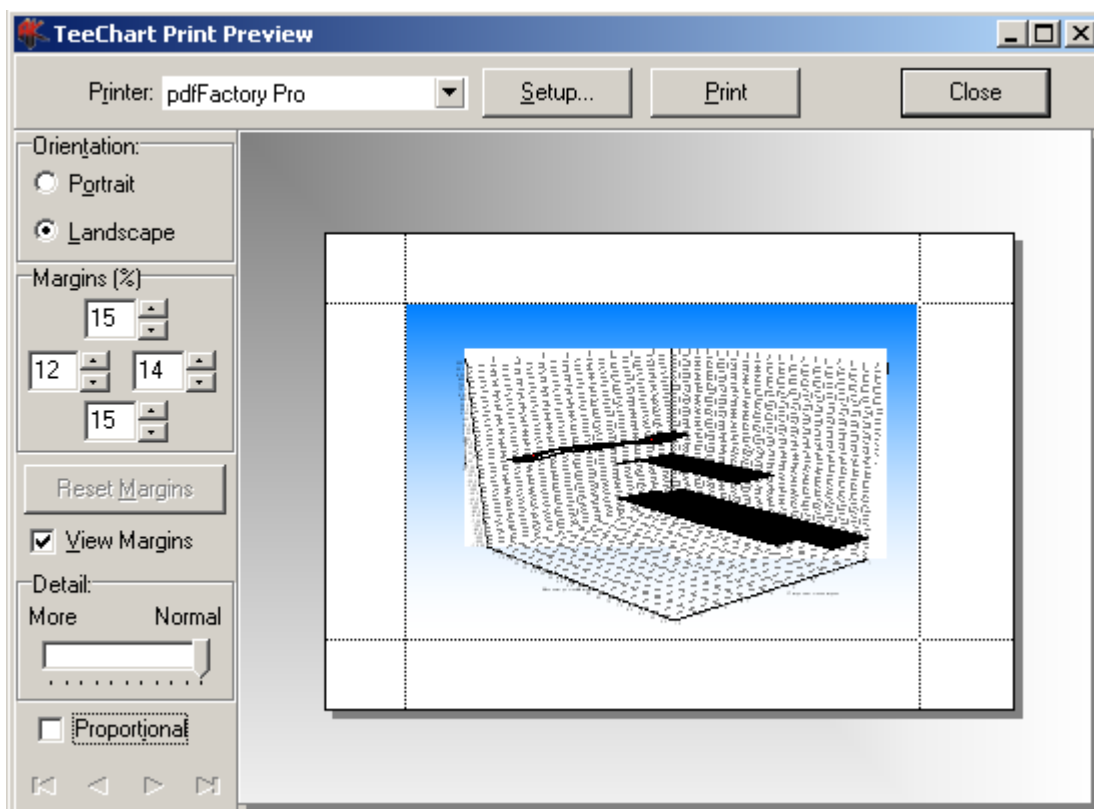 TeeChart Print Preview
Printer: pdfFactory Pro Setup... Print Close
Orientation:
Portrait
Landscape
Margins (%)
15
12 14
15
Reset Margins
View Margins
Detail:
More Normal
Proportional